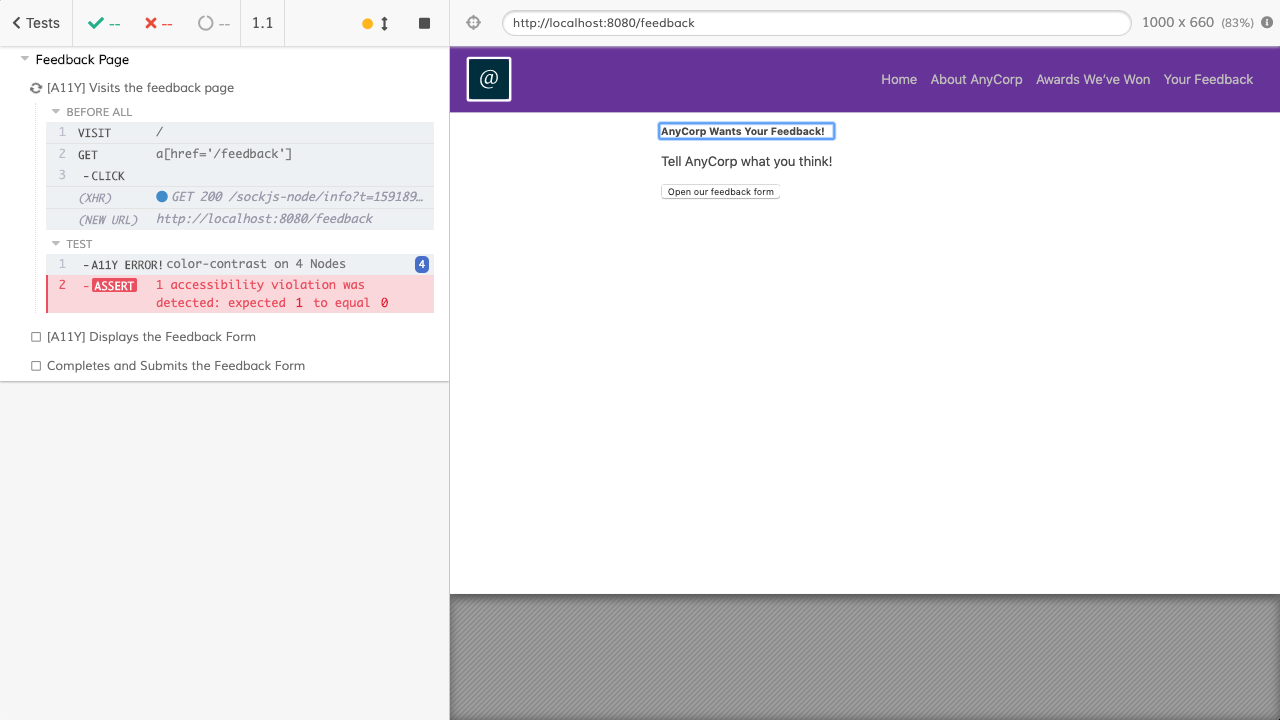 Tests -- -- -- 1.1
http://localhost:8080/feedback 1000 x 660 (83%)
Feedback Page
[A11Y] Visits the feedback page
BEFORE ALL
1 VISIT /
2 GET a[href='/feedback']
3 -CLICK
(XHR) GET 200 /sockjs-node/info?t=159189…
(NEW URL) http://localhost:8080/feedback
TEST
1 -A11Y ERROR! color-contrast on 4 Nodes 4
2 -ASSERT 1 accessibility violation was
detected: expected 1 to equal 0
[A11Y] Displays the Feedback Form
Completes and Submits the Feedback Form
@ Home About AnyCorp Awards We've Won Your Feedback
AnyCorp Wants Your Feedback!
Tell AnyCorp what you think!
Open our feedback form